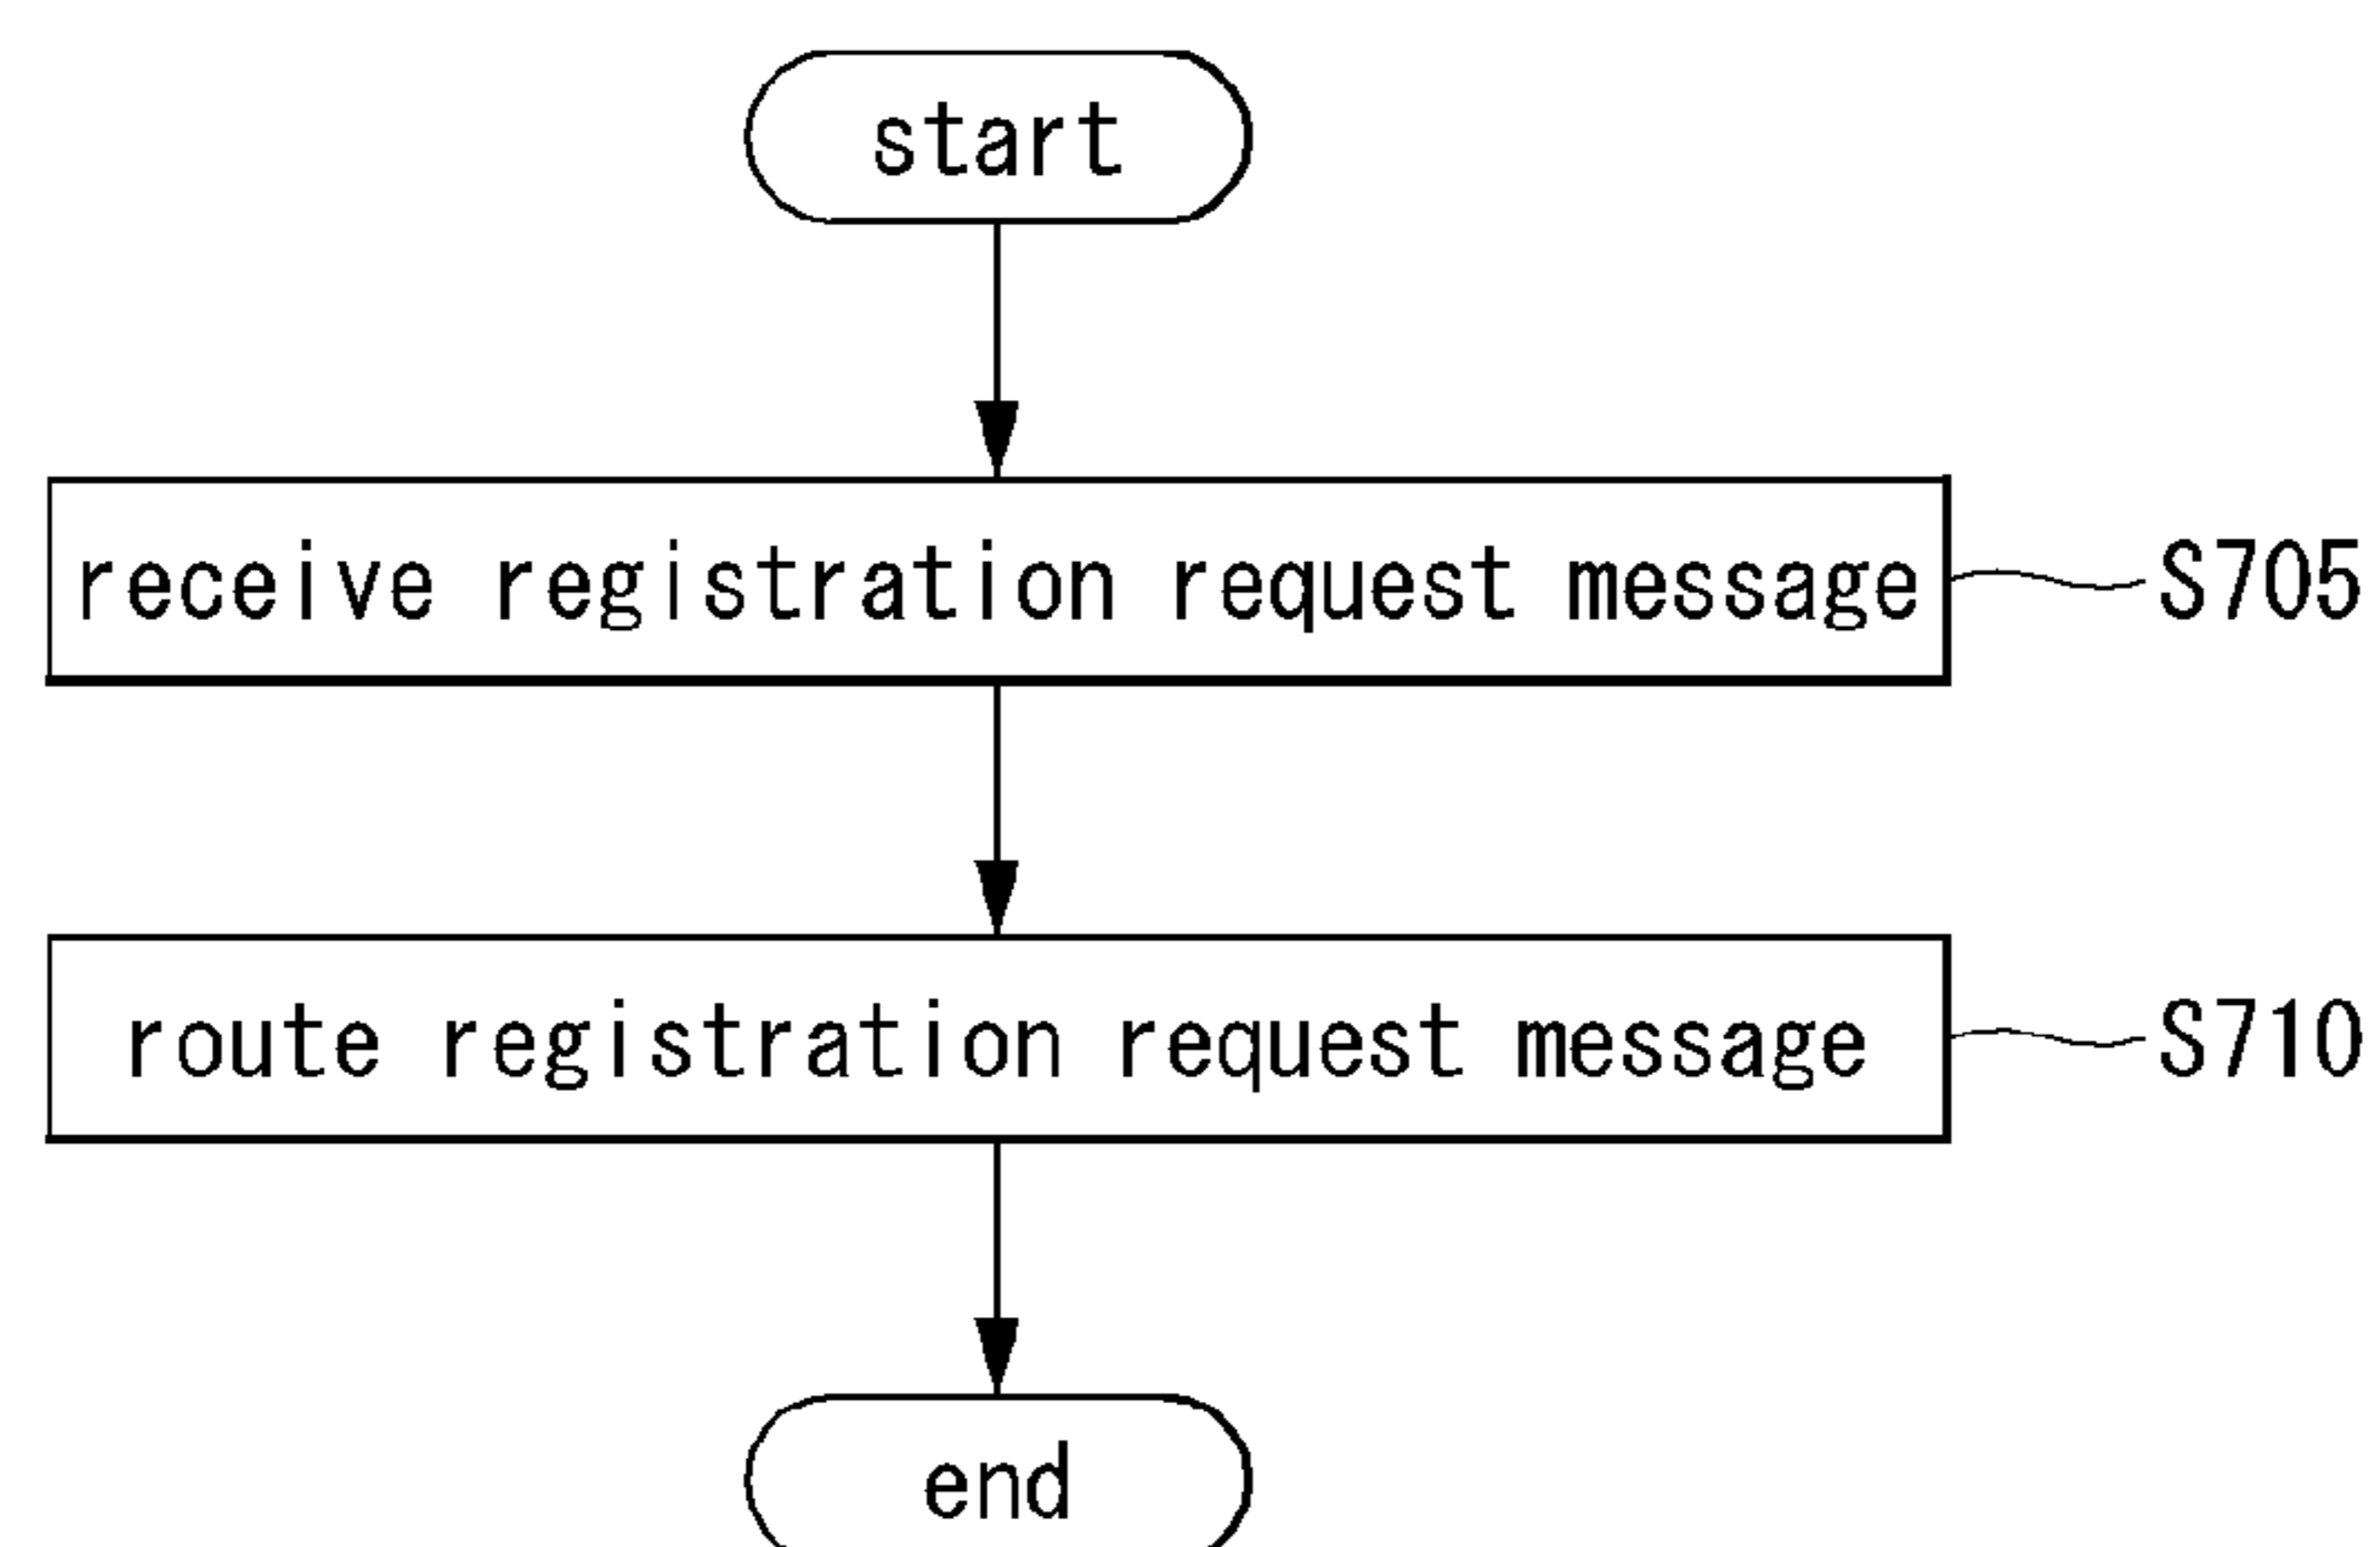 start
receive registration request message S705
route registration request message S710
end